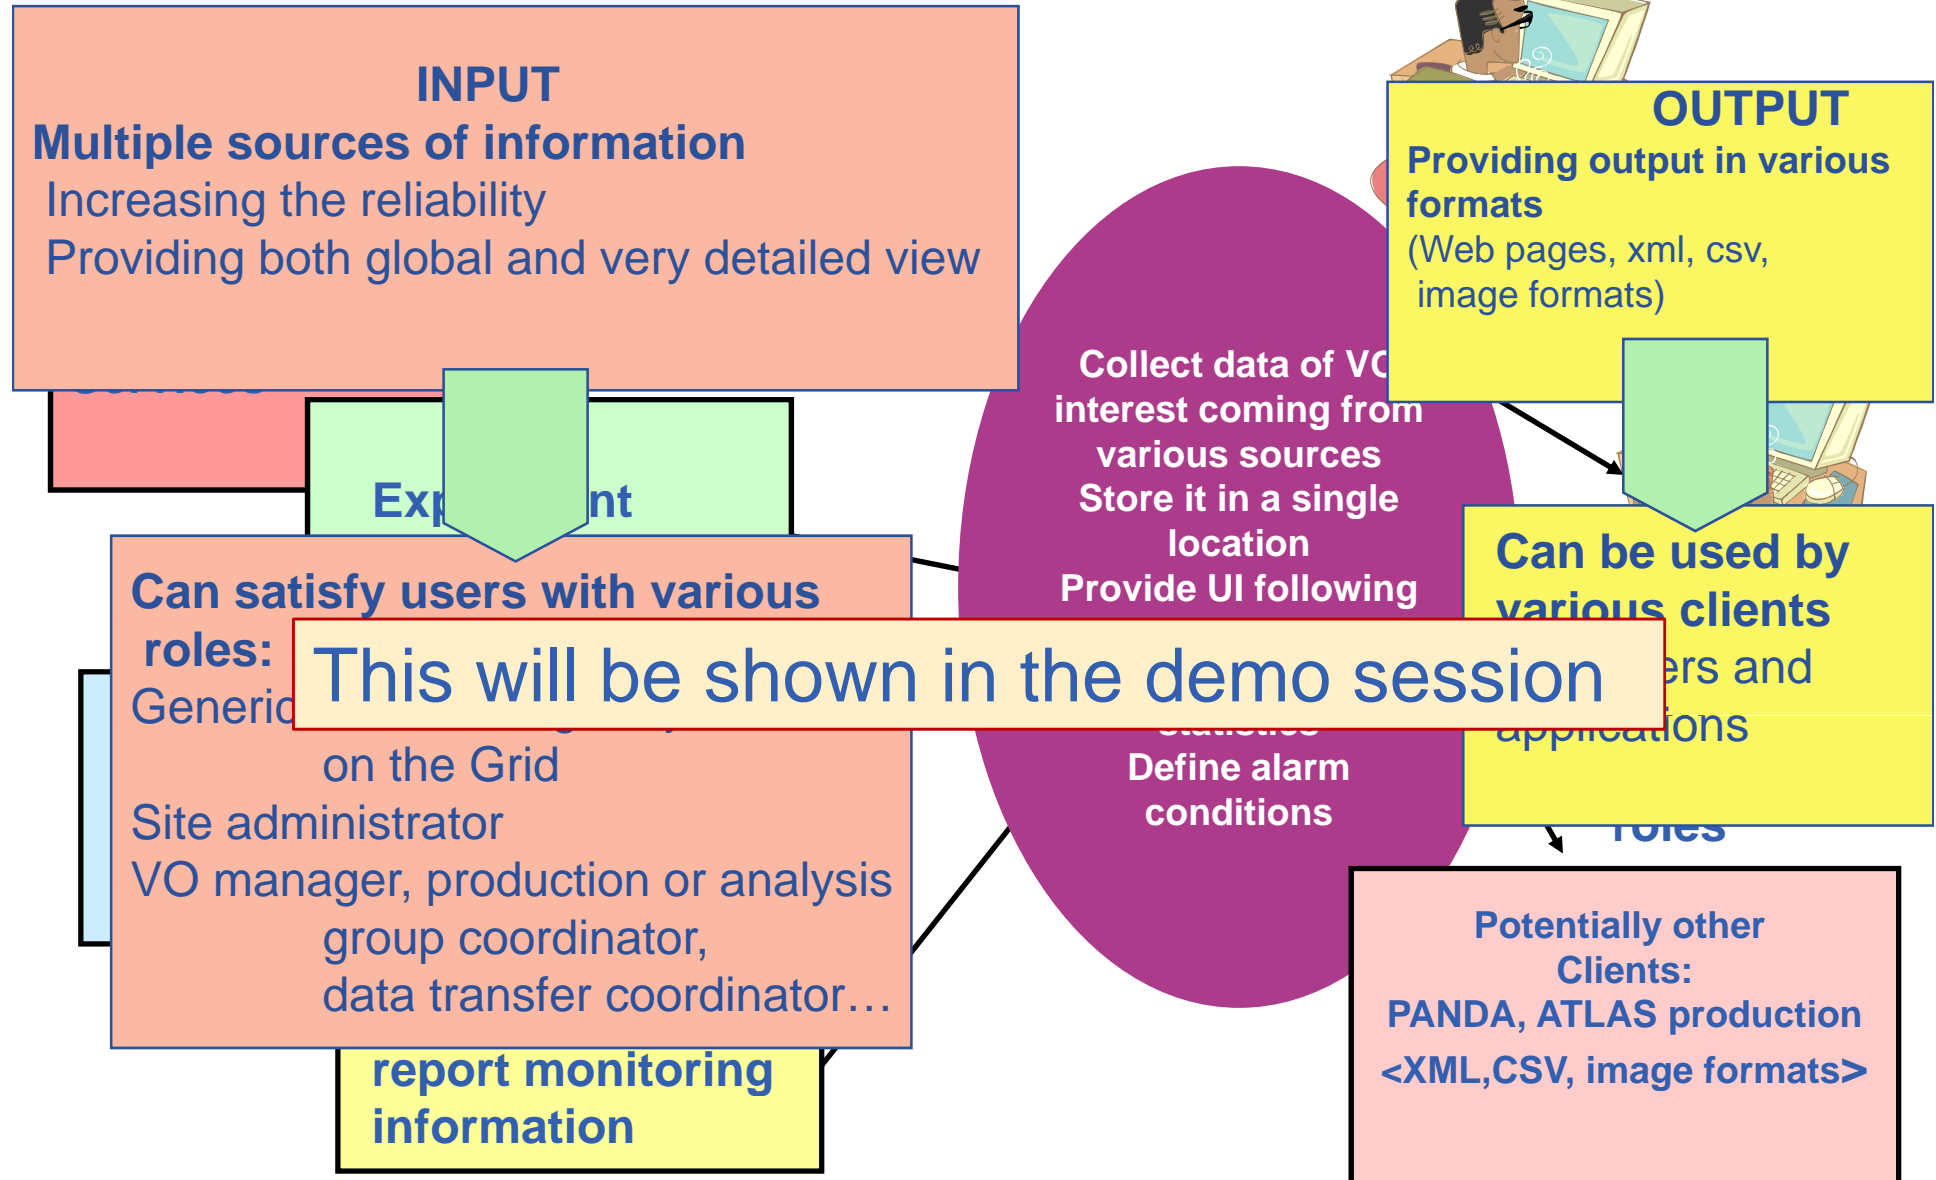 INPUT
Multiple sources of information
Increasing the reliability
Providing both global and very detailed view
OUTPUT
Providing output in various
formats
(Web pages, xml, csv,
image formats)
Collect data of VO
interest coming from
various sources
Store it in a single
location
Provide UI following
Define alarm
conditions
Can satisfy users with various
roles:
Generic
on the Grid
Site administrator
VO manager, production or analysis
group coordinator,
data transfer coordinator…
This will be shown in the demo session
Can be used by
various clients
and
applications
roles
report monitoring
information
Potentially other
Clients:
PANDA, ATLAS production
<XML,CSV, image formats>